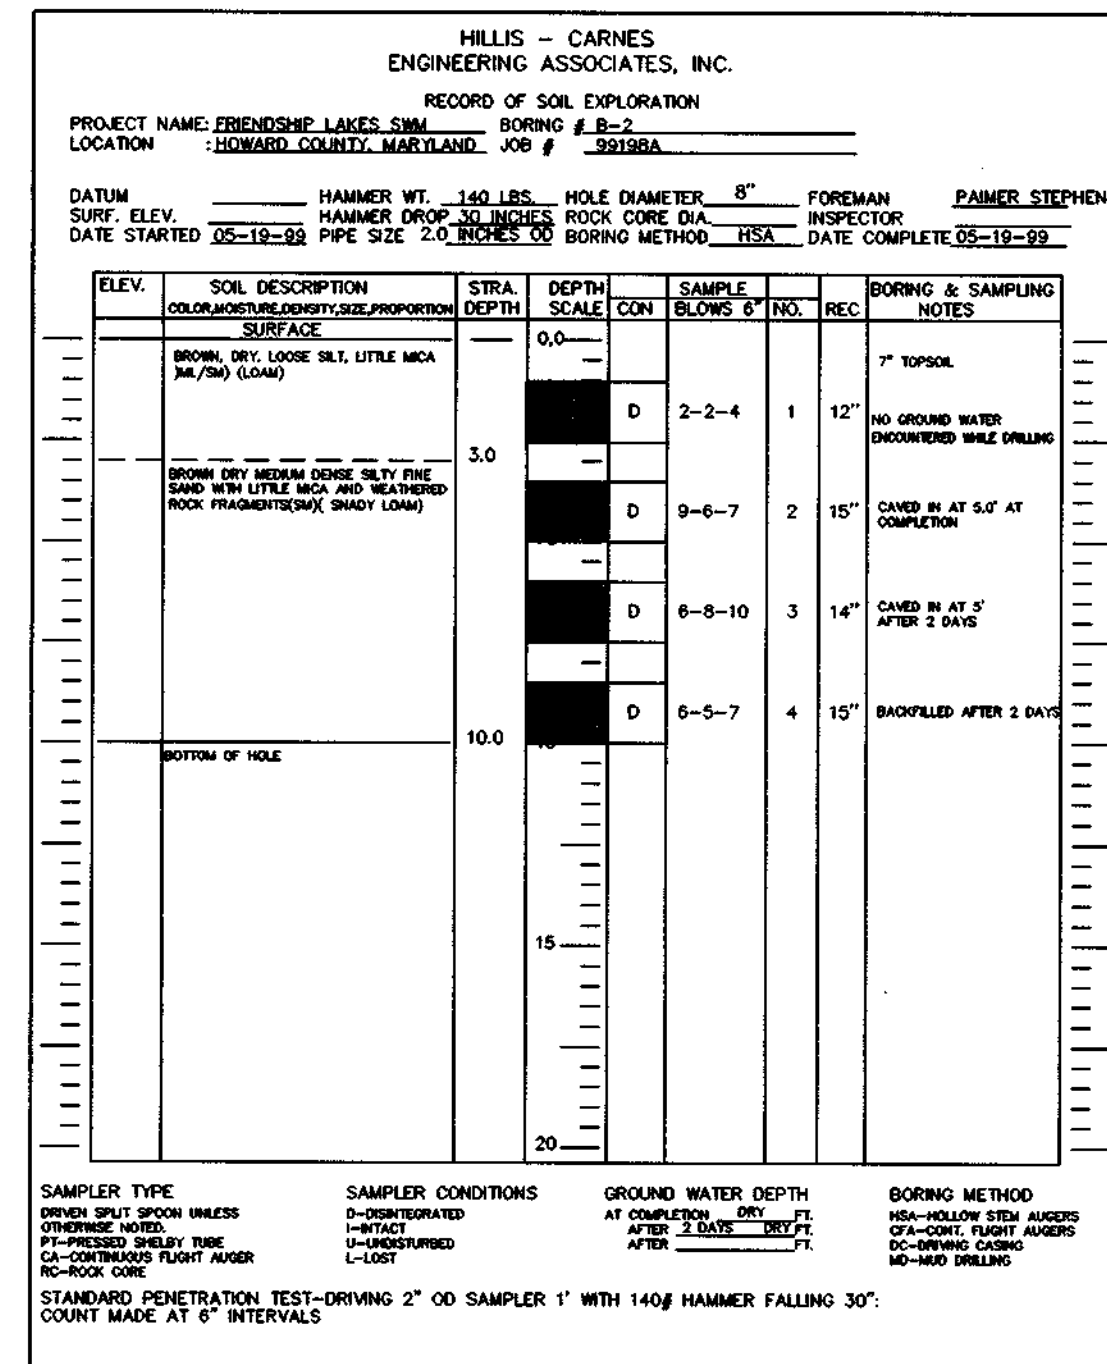 HILLIS - CARNES
ENGINEERING ASSOCIATES, INC.
RECORD OF SOIL EXPLORATION
PROJECT NAME: FRIENDSHIP LAKES SWM BORING # B-2
LOCATION : HOWARD COUNTY, MARYLAND JOB # 99198A
DATUM HAMMER WT. 140 LBS. HOLE DIAMETER 8" FOREMAN PAIMER STEPHEN
SURF. ELEV. HAMMER DROP 30 INCHES ROCK CORE DIA. INSPECTOR
DATE STARTED 05-19-99 PIPE SIZE 2.0 INCHES OD BORING METHOD HSA DATE COMPLETE 05-19-99
ELEV. SOIL DESCRIPTION STRA. DEPTH SAMPLE BORING & SAMPLING
COLOR,MOISTURE,DENSITY,SIZE,PROPORTION DEPTH SCALE CON BLOWS 6" NO. REC NOTES
SURFACE
0,0
BROWN, DRY. LOOSE SILT, LITTLE MICA
)ML/SM) (LOAM)
7" TOPSOIL
D 2-2-4 1 12"
NO GROUND WATER
ENCOUNTERED WHILE DRILLING
3.0
BROWN DRY MEDIUM DENSE SILTY FINE
SAND WITH LITTLE MICA AND WEATHERED
ROCK FRAGMENTS(SM)( SNADY LOAM)
D 9-6-7 2 15" CAVED IN AT 5.0' AT
COMPLETION
D 6-8-10 3 14" CAVED IN AT 5'
AFTER 2 DAYS
D 6-5-7 4 15" BACKFILLED AFTER 2 DAYS
10.0
BOTTOM OF HOLE
15
20
SAMPLER TYPE
DRIVEN SPLIT SPOON UNLESS
OTHERWISE NOTED.
PT-PRESSED SHELBY TUBE
CA-CONTINUOUS FLIGHT AUGER
RC-ROCK CORE
SAMPLER CONDITIONS
D-DISINTEGRATED
I-INTACT
U-UNDISTURBED
L-LOST
GROUND WATER DEPTH
AT COMPLETION DRY FT.
AFTER 2 DAYS DRY FT.
AFTER FT.
BORING METHOD
HSA-HOLLOW STEM AUGERS
CFA-CONT. FLIGHT AUGERS
DC-DRIVING CASING
MD-MUD DRILLING
STANDARD PENETRATION TEST-DRIVING 2" OD SAMPLER 1' WITH 140# HAMMER FALLING 30":
COUNT MADE AT 6" INTERVALS